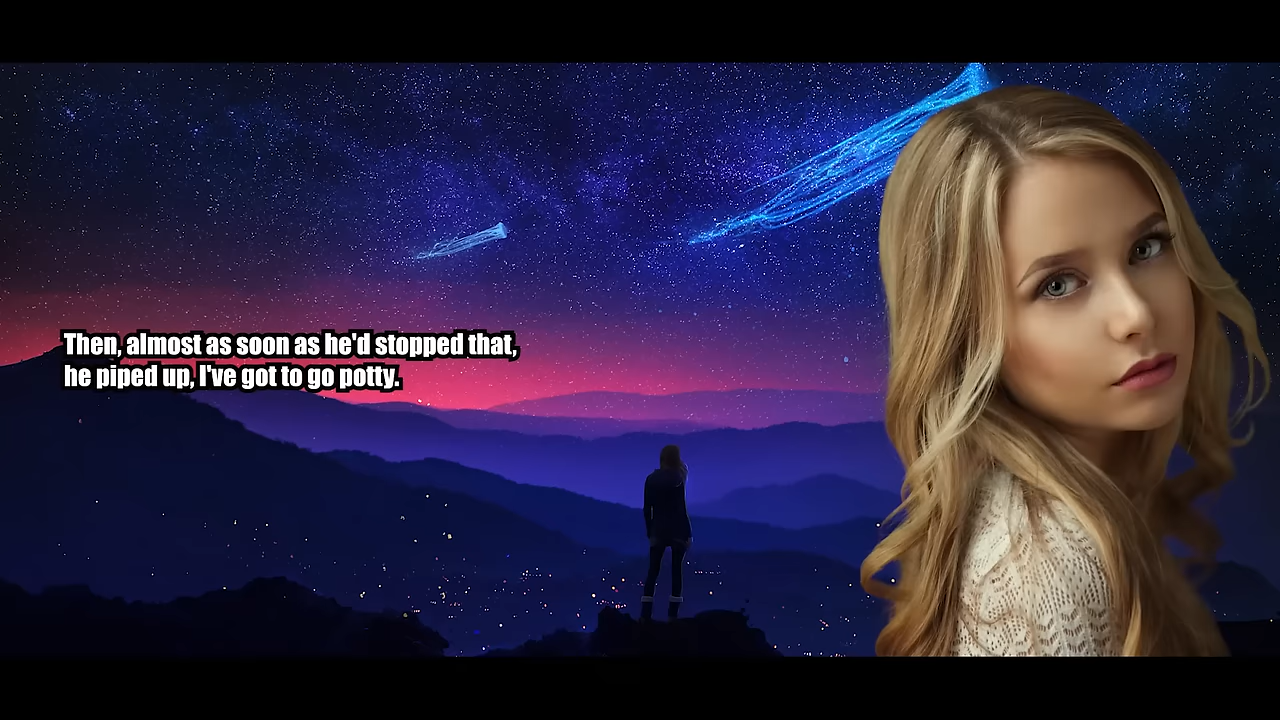 Then, almost as soon as he'd stopped that,
he piped up, I've got to go potty.